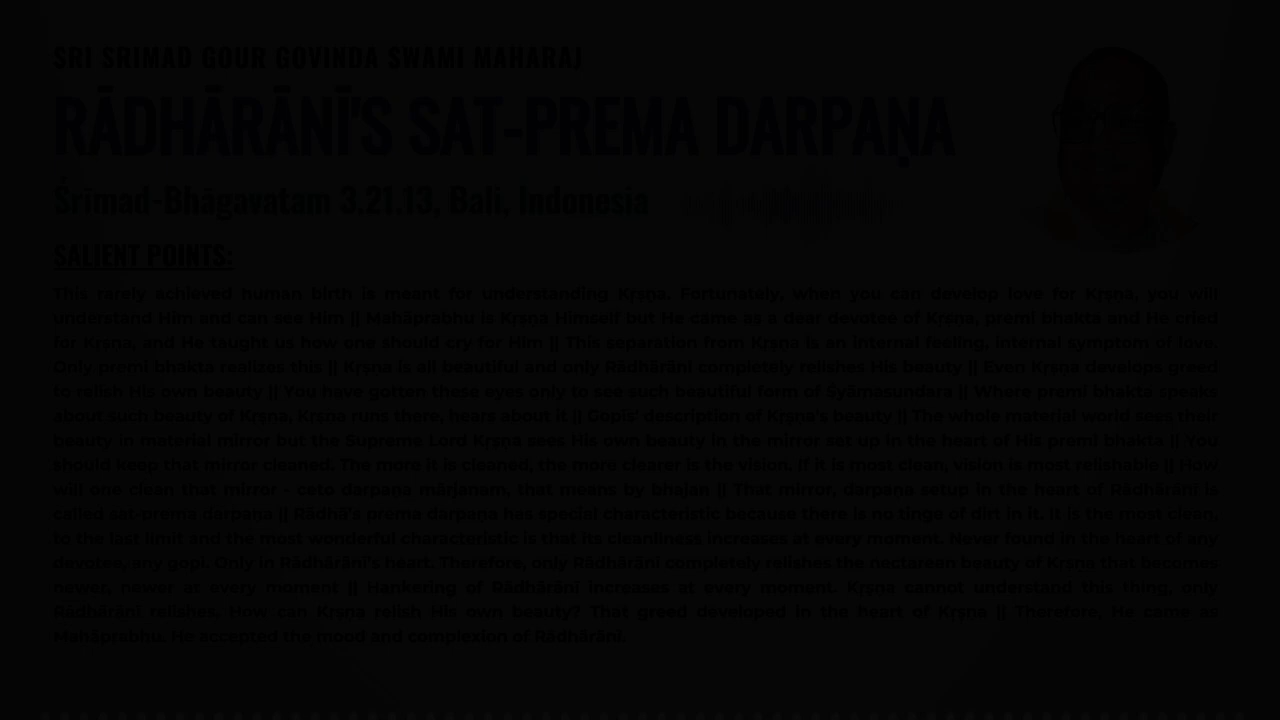 SRI SRIMAD GOUR GOVINDA SWAMI MAHARAJ
RĀDHĀRĀṆĪ'S SAT-PREMA DARPAṆA
Śrīmad-Bhāgavatam 3.21.13, Bali, Indonesia
SALIENT POINTS:
This rarely achieved human birth is meant for understanding Kṛṣṇa. Fortunately, when you can develop love for Kṛṣṇa, you will
understand Him and can see Him || Mahāprabhu is Kṛṣṇa Himself but He came as a dear devotee of Kṛṣṇa, premi bhakta and He cried
for Kṛṣṇa, and He taught us how one should cry for Him || This separation from Kṛṣṇa is an internal feeling, internal symptom of love.
Only premi bhakta realizes this || Kṛṣṇa is all beautiful and only Rādhārāṇī completely relishes His beauty || Even Kṛṣṇa develops greed
to relish His own beauty || You have gotten these eyes only to see such beautiful form of Śyāmasundara || Where premi bhakta speaks
about such beauty of Kṛṣṇa, Kṛṣṇa runs there, hears about it || Gopis' description of Kṛṣṇa's beauty || The whole material world sees their
beauty in material mirror but the Supreme Lord Kṛṣṇa sees His own beauty in the mirror set up in the heart of His premi bhakta || You
should keep that mirror cleaned. The more it is cleaned, the more clearer is the vision. If it is most clean, vision is most relishable || How
will one clean that mirror - ceto darpaṇa mārjanam, that means by bhajan || That mirror, darpaṇa setup in the heart of Rādhārāṇī is
called sat-prema darpaṇa || Rādhā's prema darpaṇa has special characteristic because there is no tinge of dirt in it. It is the most clean,
to the last limit and the most wonderful characteristic is that its cleanliness increases at every moment. Never found in the heart of any
devotee, any gopi. Only in Rādhārāṇī's heart. Therefore, only Rādhārāṇī completely relishes the nectarean beauty of Kṛṣṇa that becomes
newer, newer at every moment || Hankering of Rādhārāṇī increases at every moment. Kṛṣṇa cannot understand this thing, only
Rādhārāṇī relishes. How can Kṛṣṇa relish His own beauty? That greed developed in the heart of Kṛṣṇa || Therefore, He came as
Mahāprabhu. He accepted the mood and complexion of Rādhārāṇī.